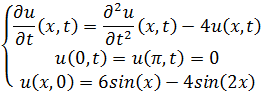 ∂u/∂t (x,t) = ∂²u/∂t² (x,t) − 4u(x,t)
u(0,t) = u(π,t) = 0
u(x,0) = 6sin(x) − 4sin(2x)